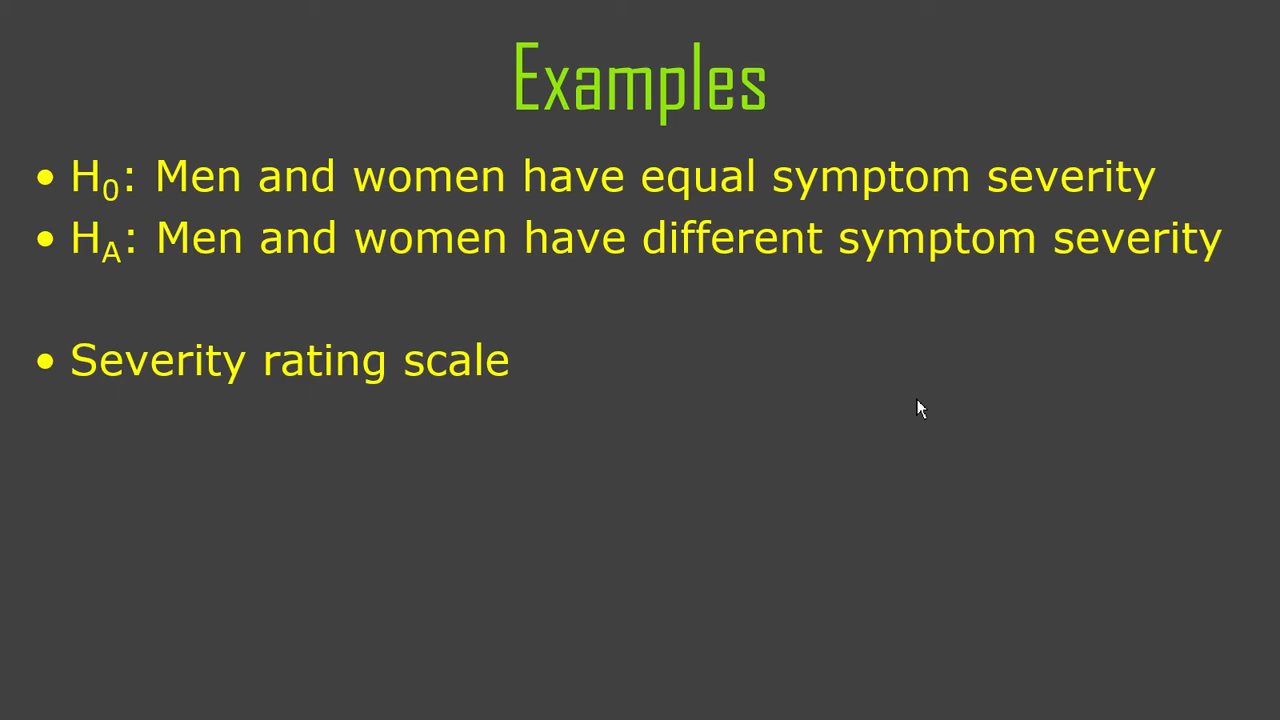 Examples
• H₀: Men and women have equal symptom severity
• Hₐ: Men and women have different symptom severity
• Severity rating scale